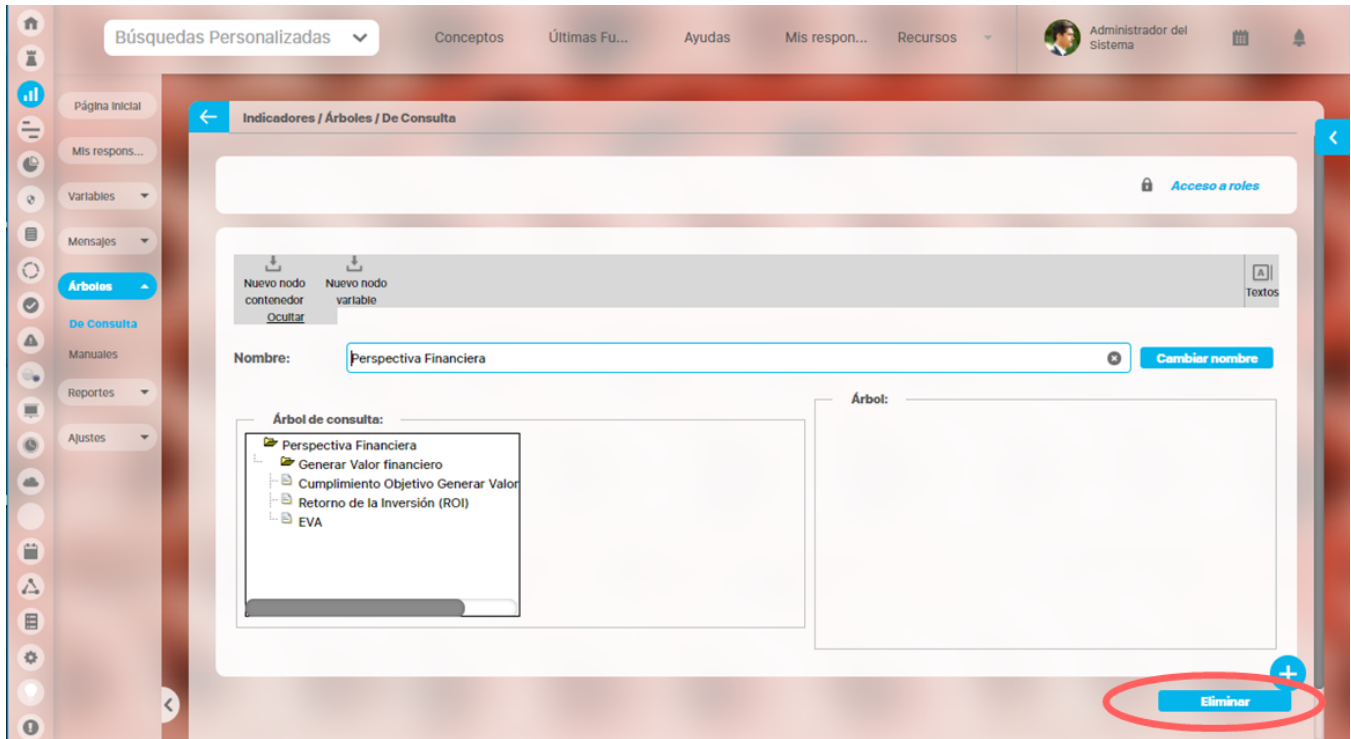 Búsquedas Personalizadas
Conceptos
Últimas Fu...
Ayudas
Mis respon...
Recursos
Administrador del
Sistema
Página Inicial
Mis respons...
Variables
Mensajes
Árboles
De Consulta
Manuales
Reportes
Ajustes
Indicadores / Árboles / De Consulta
Acceso a roles
Nuevo nodo
contenedor
Nuevo nodo
variable
Ocultar
A
Textos
Nombre:
Perspectiva Financiera
Cambiar nombre
Árbol de consulta:
Perspectiva Financiera
Generar Valor financiero
Cumplimiento Objetivo Generar Valor
Retorno de la Inversión (ROI)
EVA
Árbol:
Eliminar